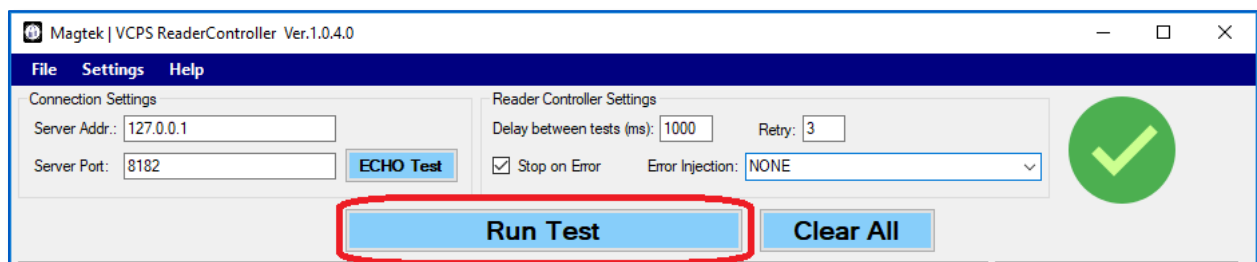 Magtek | VCPS ReaderController Ver.1.0.4.0
File Settings Help
Connection Settings
Server Addr.: 127.0.0.1
Server Port: 8182 ECHO Test
Reader Controller Settings
Delay between tests (ms): 1000 Retry: 3
Stop on Error Error Injection: NONE
Run Test Clear All